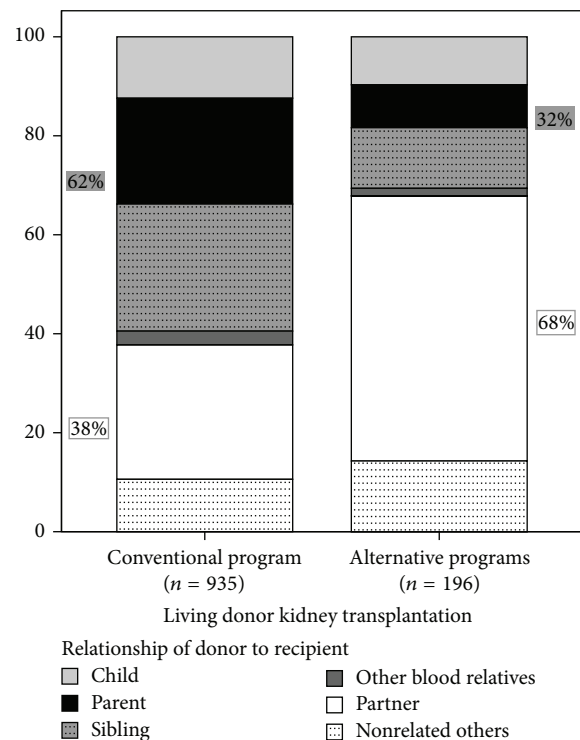 100
80
60
40
20
0
62%
38%
32%
68%
Conventional program
(n = 935)
Alternative programs
(n = 196)
Living donor kidney transplantation
Relationship of donor to recipient
Child
Parent
Sibling
Other blood relatives
Partner
Nonrelated others